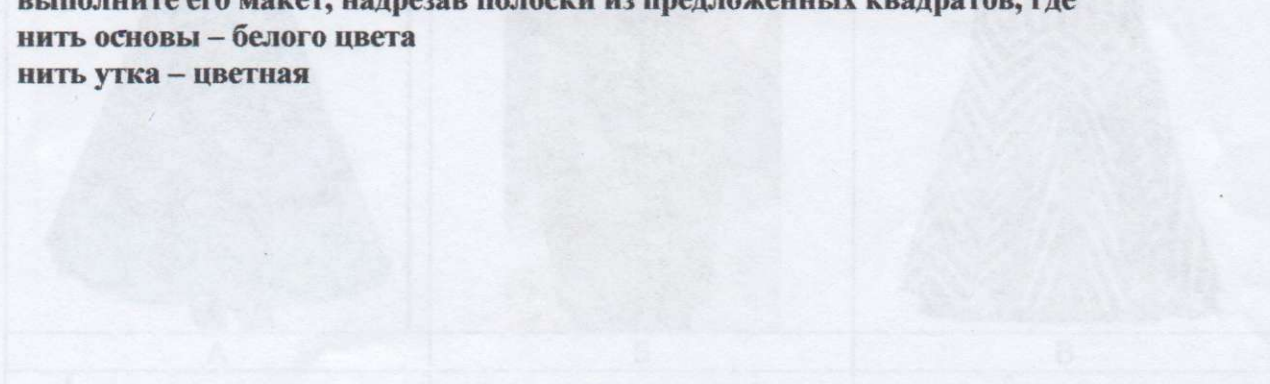 выполните его макет, надрезав полоски из предложенных квадратов, где
нить основы – белого цвета
нить утка – цветная
А Б В